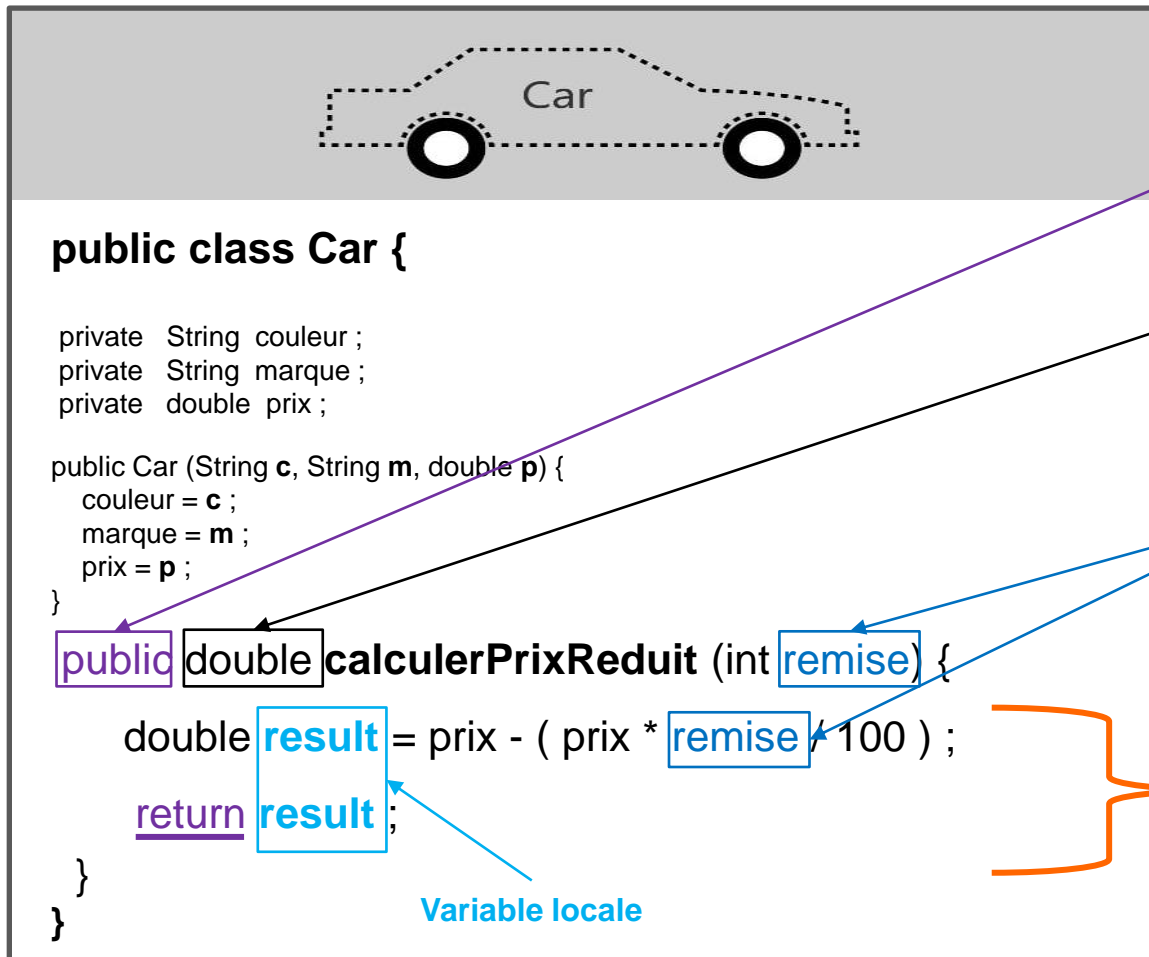 Car
public class Car {
private String couleur ;
private String marque ;
private double prix ;
public Car (String c, String m, double p) {
couleur = c ;
marque = m ;
prix = p ;
}
public double calculerPrixReduit (int remise) {
double result = prix - ( prix * remise / 100 ) ;
return result ;
}
Variable locale
}